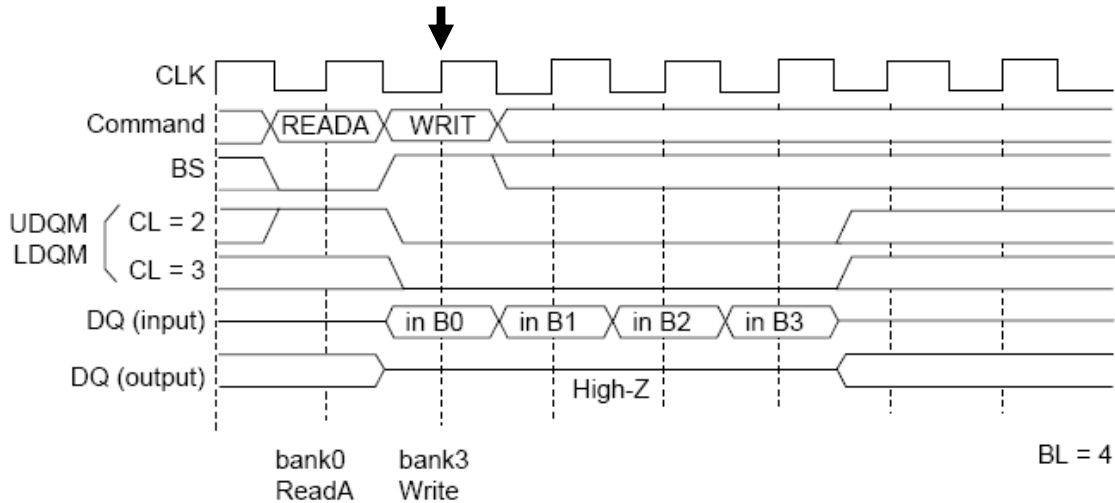 CLK
Command READA WRIT
BS
UDQM
LDQM
CL = 2
CL = 3
DQ (input) in B0 in B1 in B2 in B3
DQ (output)
High-Z
bank0 bank3 BL = 4
ReadA Write